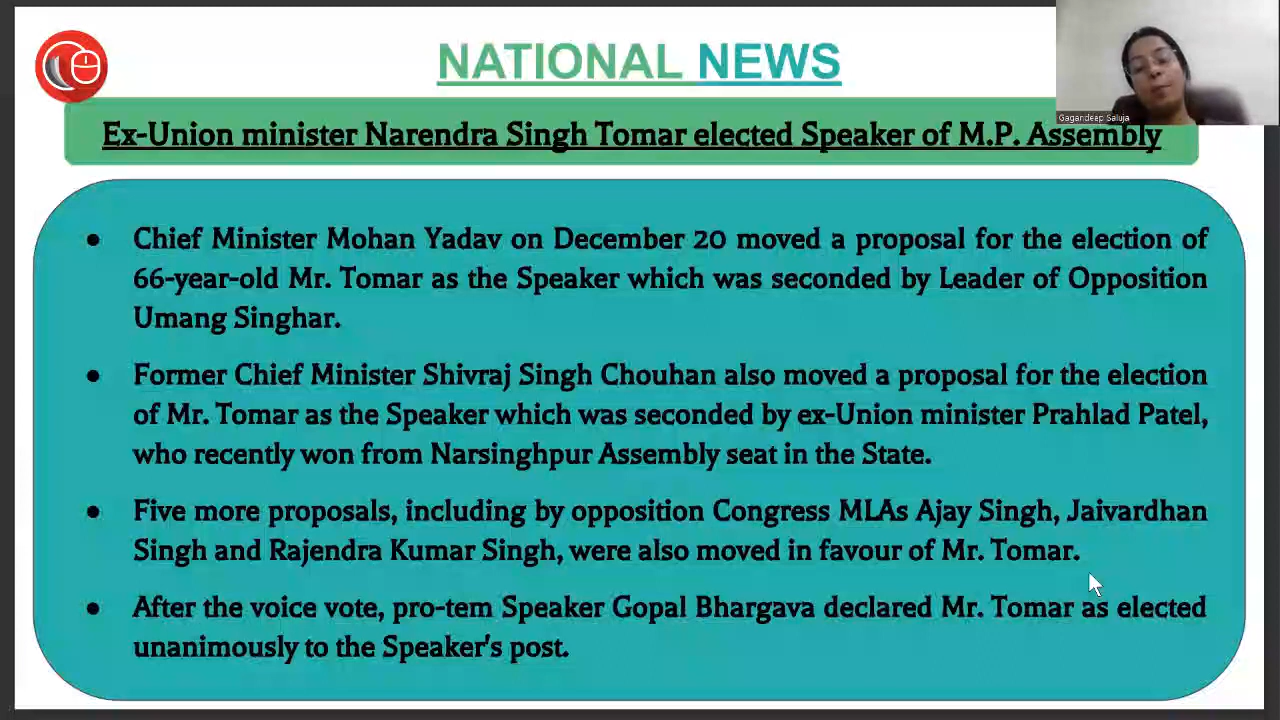 NATIONAL NEWS
Gagandeep Saluja
Ex-Union minister Narendra Singh Tomar elected Speaker of M.P. Assembly
● Chief Minister Mohan Yadav on December 20 moved a proposal for the election of
66-year-old Mr. Tomar as the Speaker which was seconded by Leader of Opposition
Umang Singhar.
● Former Chief Minister Shivraj Singh Chouhan also moved a proposal for the election
of Mr. Tomar as the Speaker which was seconded by ex-Union minister Prahlad Patel,
who recently won from Narsinghpur Assembly seat in the State.
● Five more proposals, including by opposition Congress MLAs Ajay Singh, Jaivardhan
Singh and Rajendra Kumar Singh, were also moved in favour of Mr. Tomar.
● After the voice vote, pro-tem Speaker Gopal Bhargava declared Mr. Tomar as elected
unanimously to the Speaker's post.